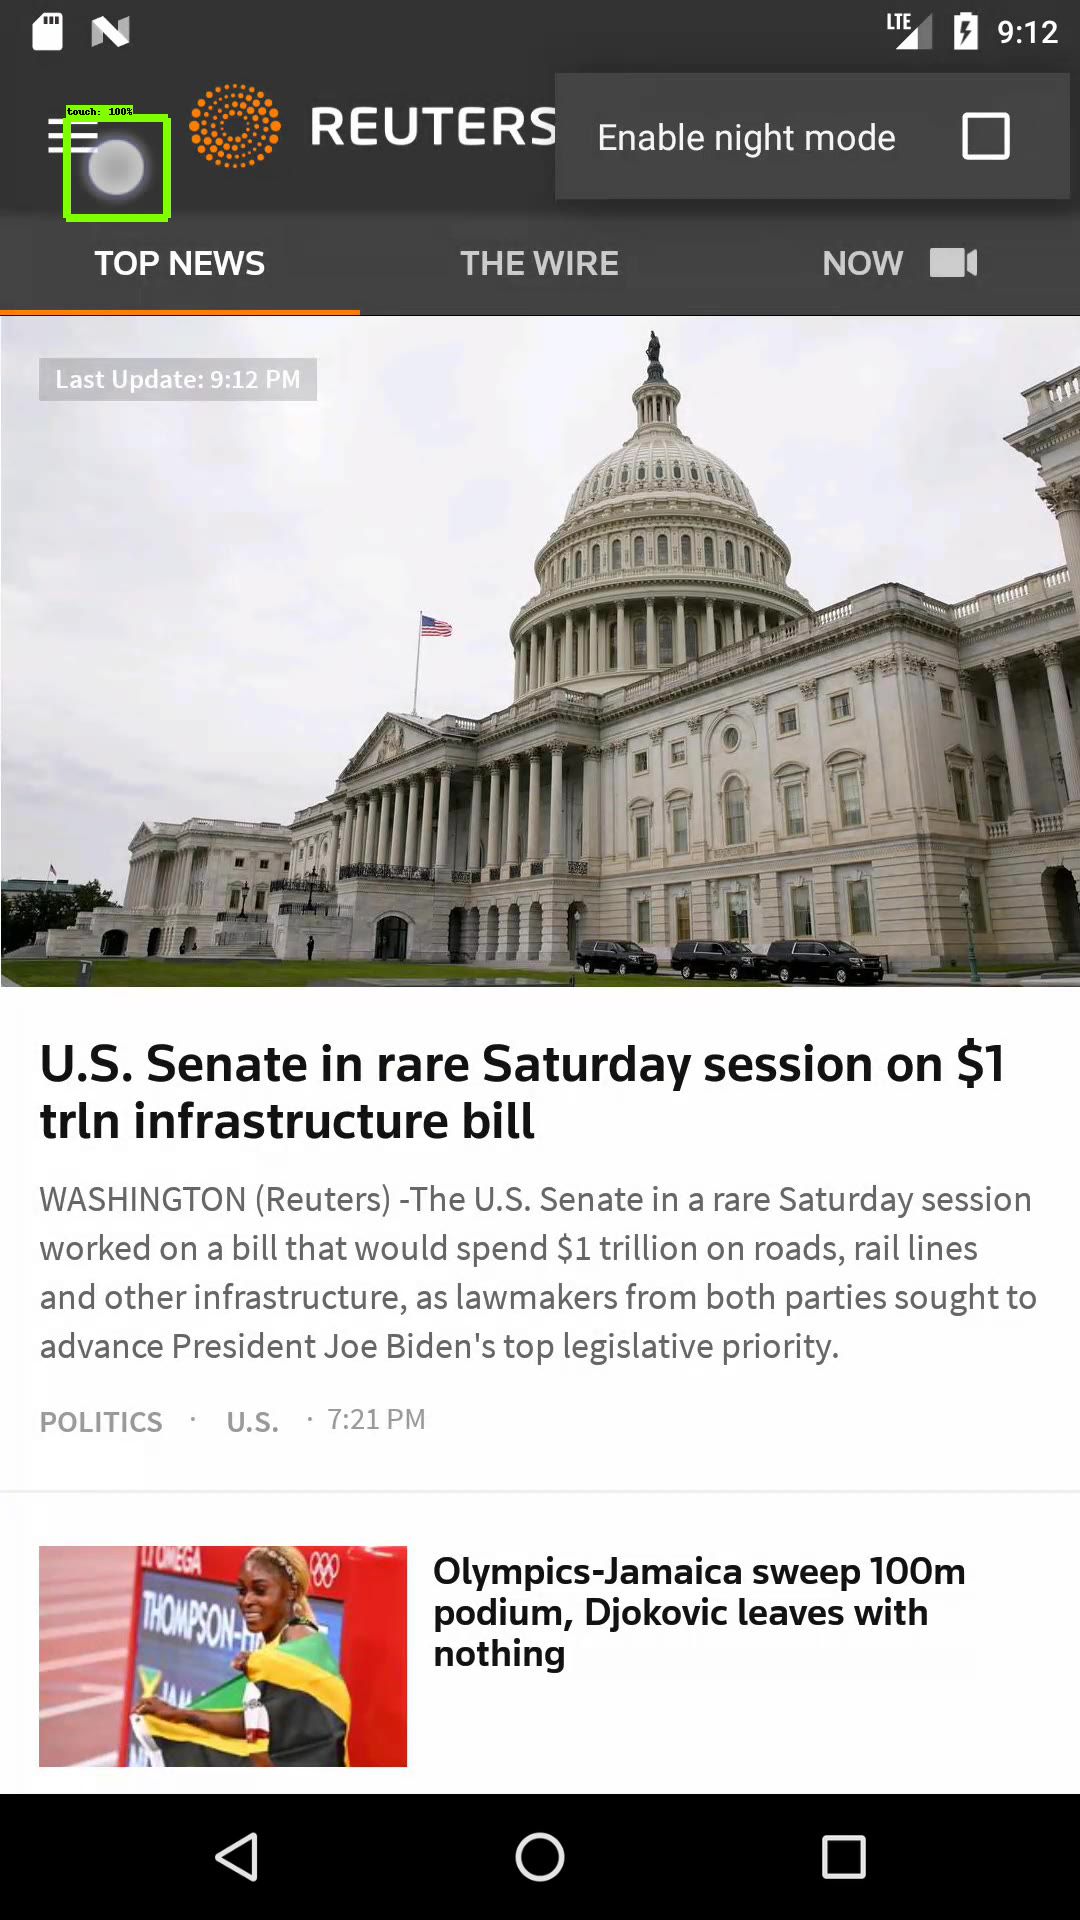 LTE 9:12
touch: 100%
REUTERS
Enable night mode
TOP NEWS THE WIRE NOW
Last Update: 9:12 PM
U.S. Senate in rare Saturday session on $1
trln infrastructure bill
WASHINGTON (Reuters) -The U.S. Senate in a rare Saturday session
worked on a bill that would spend $1 trillion on roads, rail lines
and other infrastructure, as lawmakers from both parties sought to
advance President Joe Biden's top legislative priority.
POLITICS · U.S. · 7:21 PM
OMEGA
THOMPSON-H
JAM
Olympics-Jamaica sweep 100m
podium, Djokovic leaves with
nothing